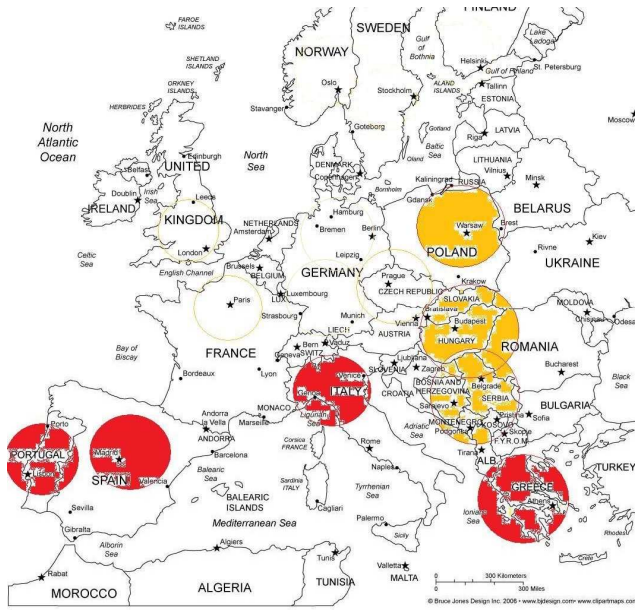 FAROE
ISLANDS
SWEDEN
FINLAND
Gulf
of
Bothnia
Lake
Ladoga
NORWAY
SHETLAND
ISLANDS
Helsinki
St. Petersburg
Gulf of Finland
Oslo
Stockholm
ALAND
ISLANDS
Tallinn
ESTONIA
ORKNEY
ISLANDS
Stavanger
HERBRIDES
Moscow
North
Atlantic
Ocean
Goteborg
Gotland
Riga
LATVIA
Baltic
Sea
Edinburgh
North
Sea
Oland
LITHUANIA
Vilnius
UNITED
KINGDOM
Belfast
DENMARK
Copenhagen
Kaliningrad
RUSSIA
Minsk
Irish
Sea
Doublin
Leeds
IRELAND
Bornholm
Gdansk
BELARUS
Hamburg
Bremen
Berlin
NETHERLANDS
Amsterdam
Warsaw
Brest
POLAND
Kiev
Rivne
London
Celtic
Sea
English Channel
Brussels
BELGIUM
Leipzig
GERMANY
UKRAINE
Prague
CZECH REPUBLIC
Krakow
LUX
Luxembourg
Paris
Strasbourg
Munich
SLOVAKIA
Bratislava
Vienna
AUSTRIA
Budapest
HUNGARY
MOLDOVA
Chisinau
Odesa
LIECH
Vaduz
Bern
SWITZ
Geneva
FRANCE
ROMANIA
Bay of
Biscay
Bordeaux
Lyon
Venice
SLOVENIA
Ljubljana
Zagreb
CROATIA
Genoa
ITALY
Ligurian
Sea
BOSNIA AND
HERZEGOVINA
Sarajevo
Belgrade
SERBIA
Bucharest
Black
Sea
MONACO
Marseille
Andorra
la Vella
ANDORRA
MONTENEGRO
Podgorica
Pristina
KOSOVO
Sofia
BULGARIA
Skopje
F.Y.R.O.M.
Corsica
FRANCE
Adriatic
Sea
Rome
Tirana
ALB.
Porto
PORTUGAL
Lisbon
Madrid
SPAIN
Barcelona
Valencia
Balearic
Sea
BALEARIC
ISLANDS
Sardinia
ITALY
Naples
Tyrrhenian
Sea
GREECE
Athens
TURKEY
Sevilla
Gibraltar
Cagliari
Mediterranean Sea
Palermo
Sicily
Ionian
Sea
Rhodes
Crete
Alborin
Sea
Algiers
Tunis
Rabat
Valletta
MALTA
MOROCCO
ALGERIA
TUNISIA
0
300 Kilometers
0
300 Miles
© Bruce Jones Design Inc. 2006 • www.bjdesign.com• www.clipartmaps.com